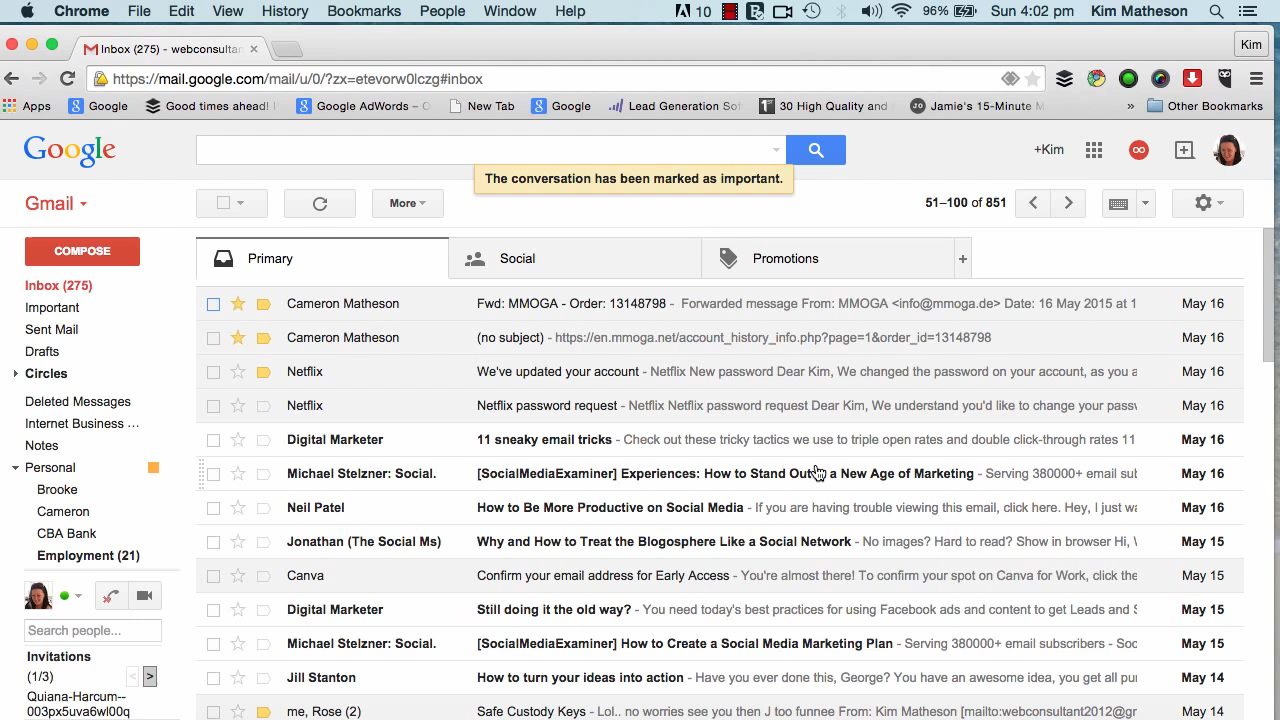 Chrome File Edit View History Bookmarks People Window Help 10 96% Sun 4:02 pm Kim Matheson
Inbox (275) - webconsultan × Kim
https://mail.google.com/mail/u/0/?zx=etevorw0lczg#inbox
Apps Google Good times ahead! Google AdWords – New Tab Google Lead Generation Sof 30 High Quality and Jamie's 15-Minute » Other Bookmarks
Google +Kim
The conversation has been marked as important.
Gmail More 51–100 of 851
COMPOSE
Primary Social Promotions +
Inbox (275)
Important
Sent Mail
Drafts
Circles
Deleted Messages
Internet Business ...
Notes
Personal
Brooke
Cameron
CBA Bank
Employment (21)
Search people...
Invitations
(1/3) < >
Quiana-Harcum--
003px5uva6wl00q
Cameron Matheson Fwd: MMOGA - Order: 13148798 - Forwarded message From: MMOGA <info@mmoga.de> Date: 16 May 2015 at 1 May 16
Cameron Matheson (no subject) - https://en.mmoga.net/account_history_info.php?page=1&order_id=13148798 May 16
Netflix We've updated your account - Netflix New password Dear Kim, We changed the password on your account, as you a May 16
Netflix Netflix password request - Netflix Netflix password request Dear Kim, We understand you'd like to change your passw May 16
Digital Marketer 11 sneaky email tricks - Check out these tricky tactics we use to triple open rates and double click-through rates 11 May 16
Michael Stelzner: Social. [SocialMediaExaminer] Experiences: How to Stand Out a New Age of Marketing - Serving 380000+ email sub May 16
Neil Patel How to Be More Productive on Social Media - If you are having trouble viewing this email, click here. Hey, I just wa May 16
Jonathan (The Social Ms) Why and How to Treat the Blogosphere Like a Social Network - No images? Hard to read? Show in browser Hi, May 15
Canva Confirm your email address for Early Access - You're almost there! To confirm your spot on Canva for Work, click the May 15
Digital Marketer Still doing it the old way? - You need today's best practices for using Facebook ads and content to get Leads and May 15
Michael Stelzner: Social. [SocialMediaExaminer] How to Create a Social Media Marketing Plan - Serving 380000+ email subscribers - Soc May 15
Jill Stanton How to turn your ideas into action - Have you ever done this, George? You have an awesome idea, you get all pu May 14
me, Rose (2) Safe Custody Keys - Lol.. no worries see you then J too funnee From: Kim Matheson [mailto:webconsultant2012@gr May 14